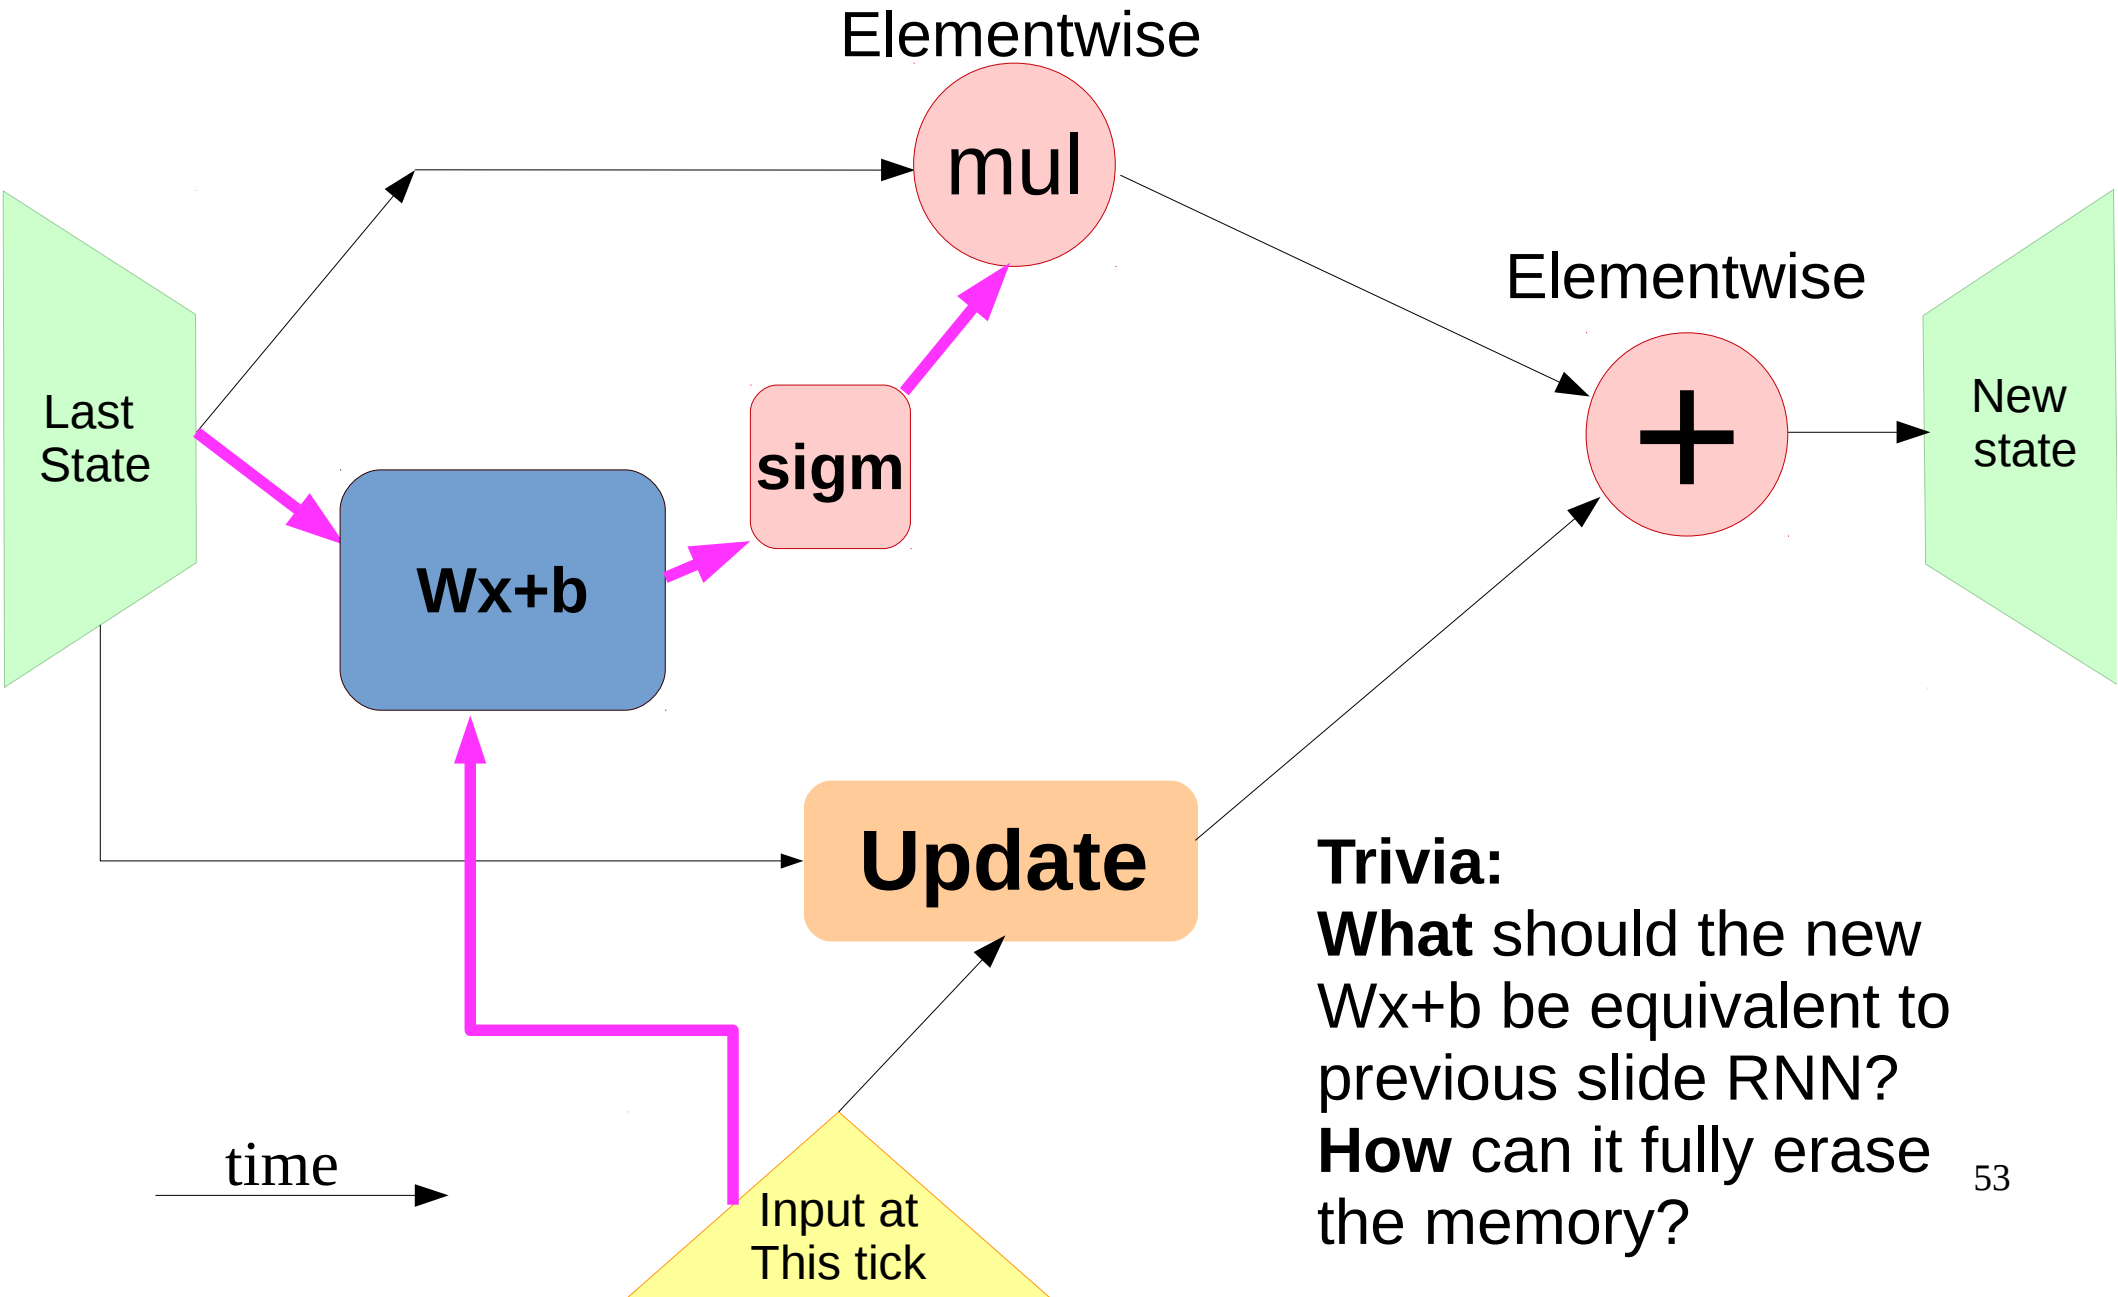 Elementwise
mul
Elementwise
+
Last
State
New
state
sigm
Wx+b
Update
Trivia:
What should the new
Wx+b be equivalent to
previous slide RNN?
How can it fully erase
the memory?
time
Input at
This tick
53